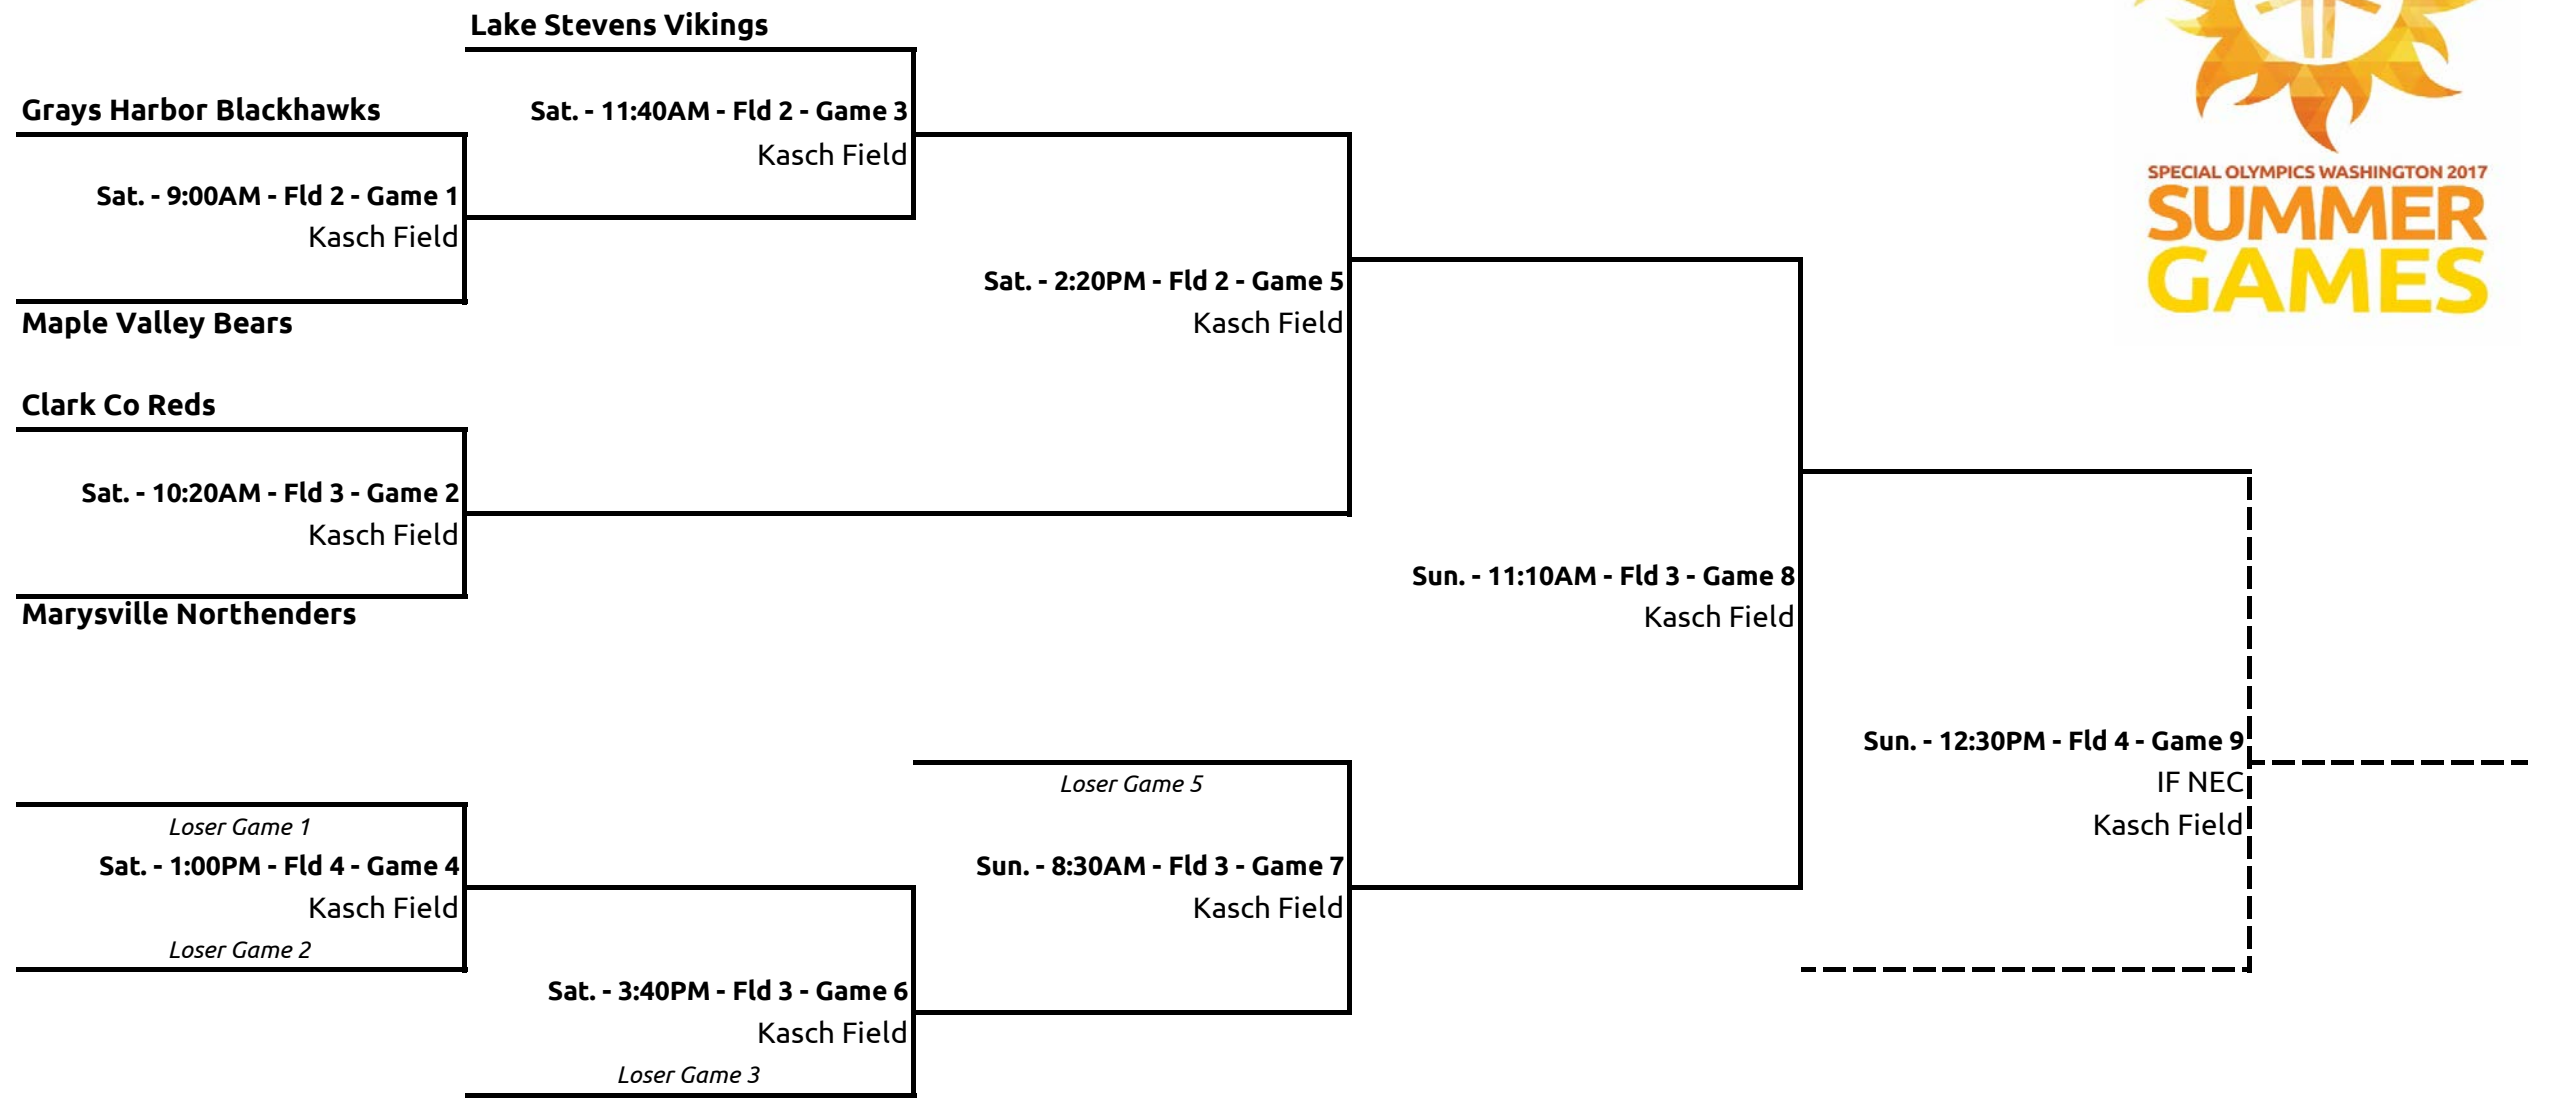 Lake Stevens Vikings
Grays Harbor Blackhawks
Sat. - 11:40AM - Fld 2 - Game 3
Kasch Field
Sat. - 9:00AM - Fld 2 - Game 1
Kasch Field
Maple Valley Bears
Sat. - 2:20PM - Fld 2 - Game 5
Kasch Field
SPECIAL OLYMPICS WASHINGTON 2017
SUMMER
GAMES
Clark Co Reds
Sat. - 10:20AM - Fld 3 - Game 2
Kasch Field
Marysville Northenders
Sun. - 11:10AM - Fld 3 - Game 8
Kasch Field
Sun. - 12:30PM - Fld 4 - Game 9
IF NEC
Kasch Field
Loser Game 5
Loser Game 1
Sat. - 1:00PM - Fld 4 - Game 4
Kasch Field
Loser Game 2
Sun. - 8:30AM - Fld 3 - Game 7
Kasch Field
Sat. - 3:40PM - Fld 3 - Game 6
Kasch Field
Loser Game 3